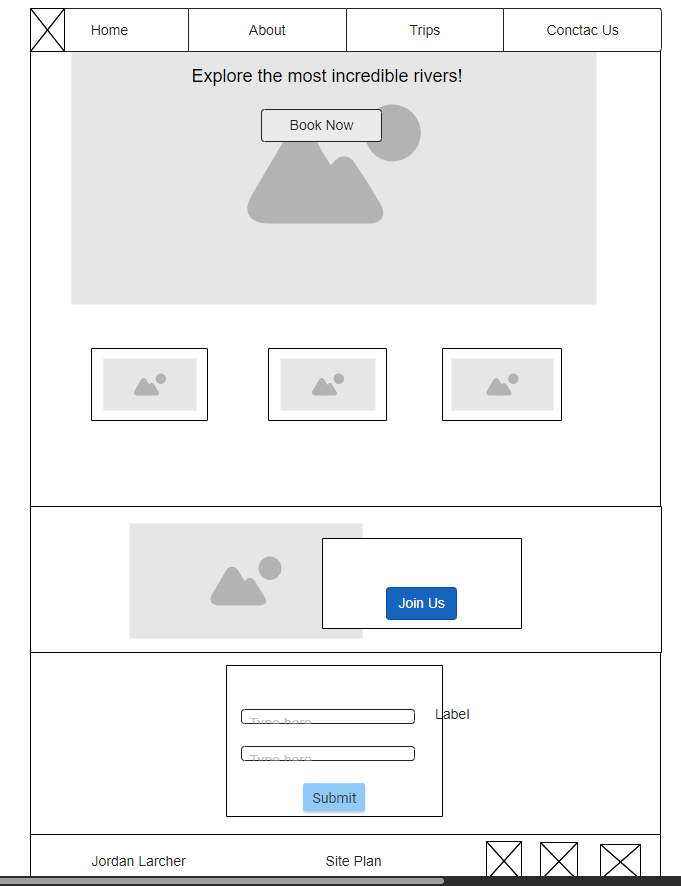 Home About Trips Conctac Us
Explore the most incredible rivers!
Book Now
Join Us
Type here
Label
Type here
Submit
Jordan Larcher Site Plan